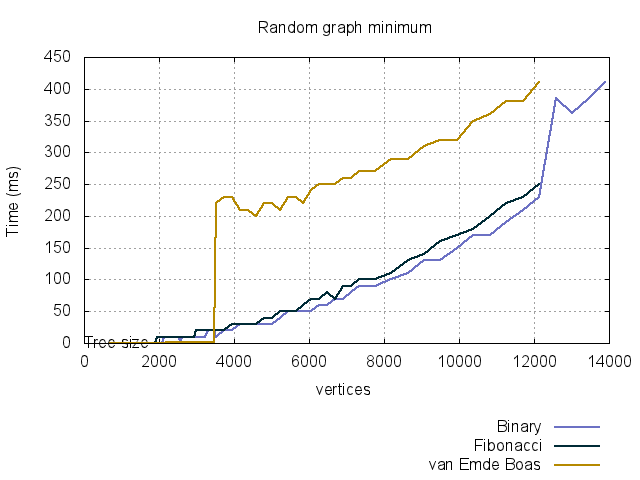 Random graph minimum
450
400
350
300
250
200
150
100
50
0
Time (ms)
Tree size
0 2000 4000 6000 8000 10000 12000 14000
vertices
Binary
Fibonacci
van Emde Boas